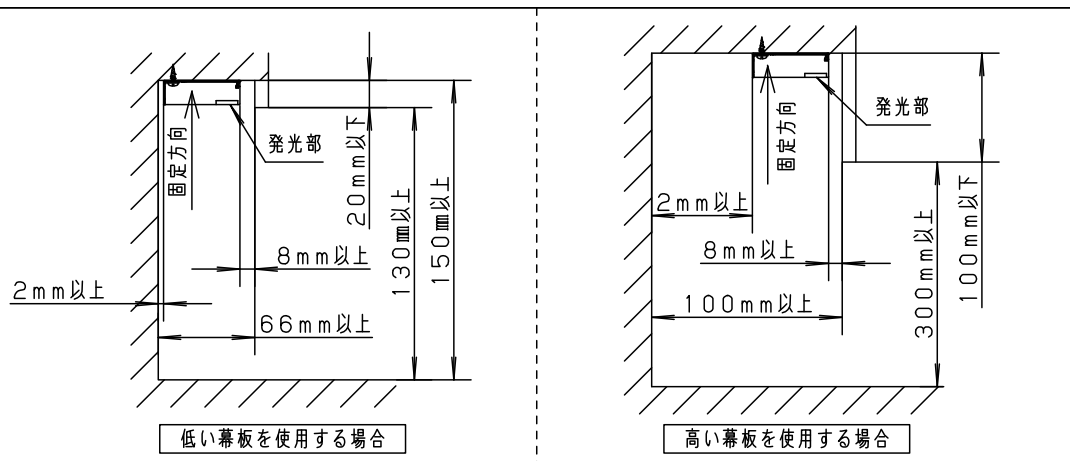 固定方向
発光部
20mm以下
130㎜以上
150㎜以上
8mm以上
2mm以上
66mm以上
低い幕板を使用する場合
固定方向
発光部
2mm以上
8mm以上
100mm以上
300mm以上
100mm以下
高い幕板を使用する場合